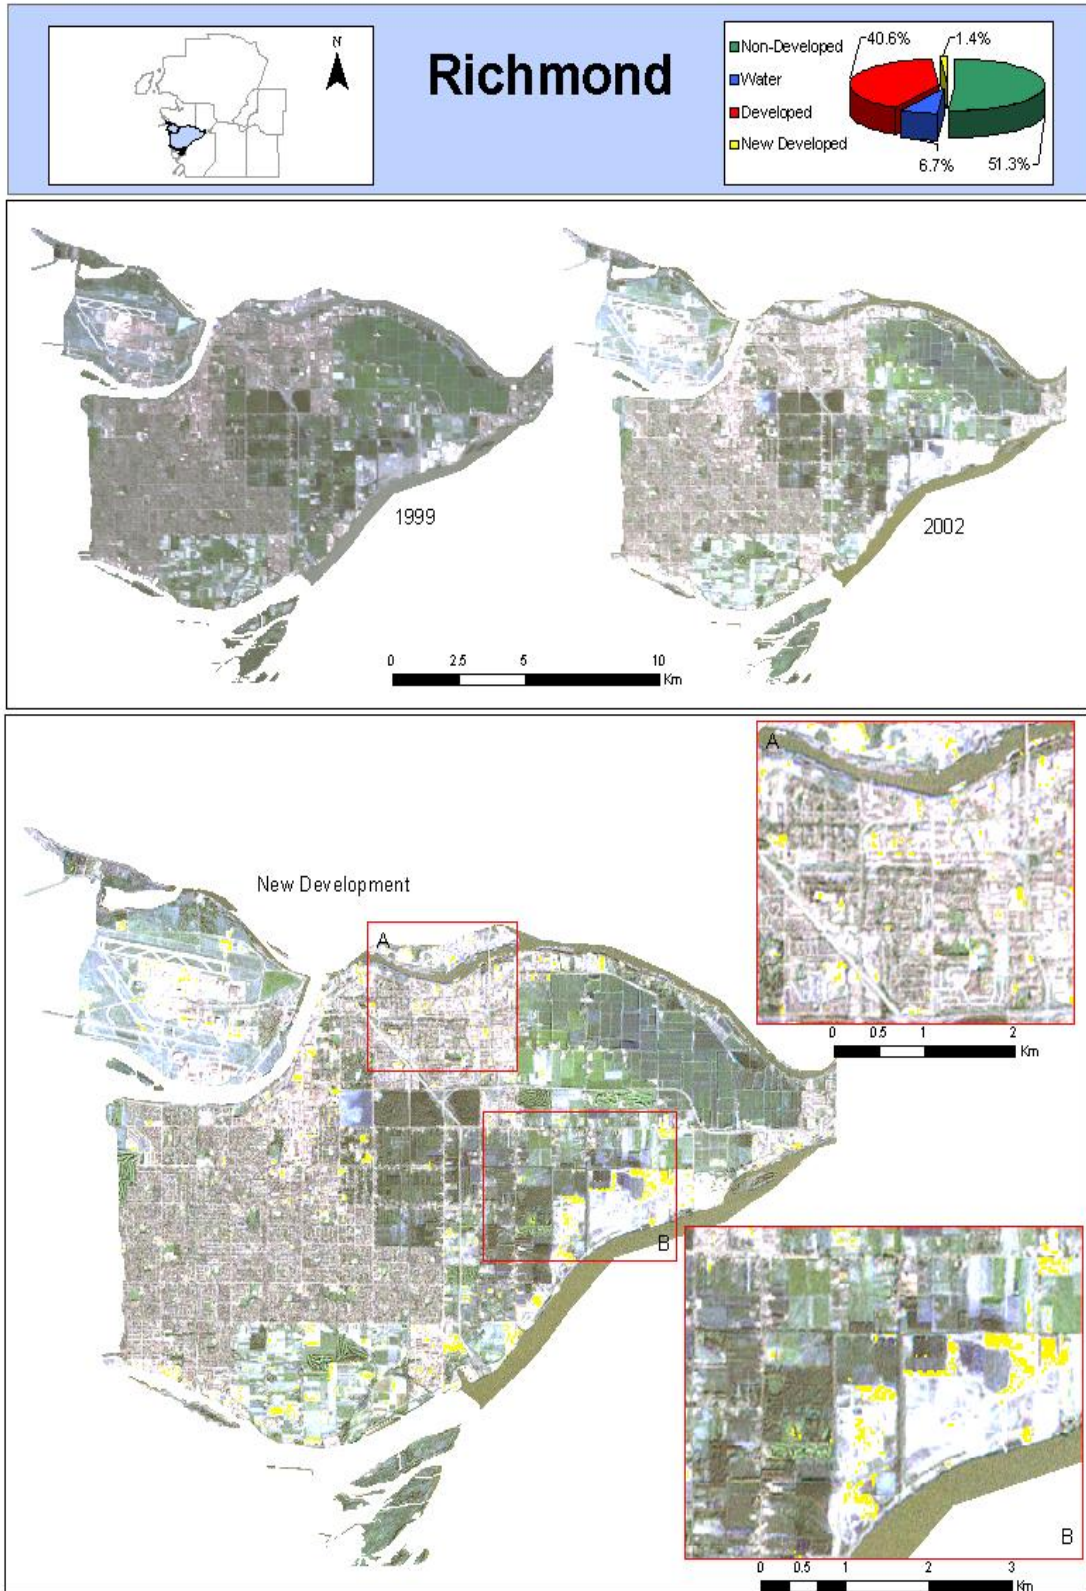 N
Richmond
Non-Developed
Water
Developed
New Developed
40.6%
1.4%
6.7%
51.3%
1999
2002
0 2.5 5 10
Km
New Development
A
B
A
0 0.5 1 2
Km
B
0 0.5 1 2 3
Km